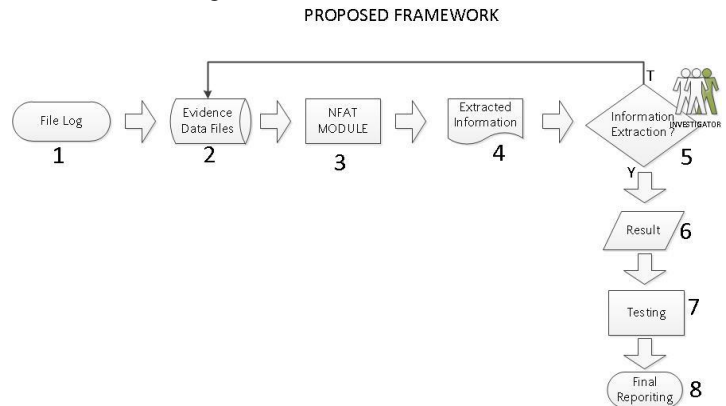 PROPOSED FRAMEWORK
T
File Log
Evidence
Data Files
NFAT
MODULE
Extracted
Information
Information
Extraction ?
INVESTIGATOR
1
2
3
4
5
Y
Result
6
Testing
7
Final
Reporting
8